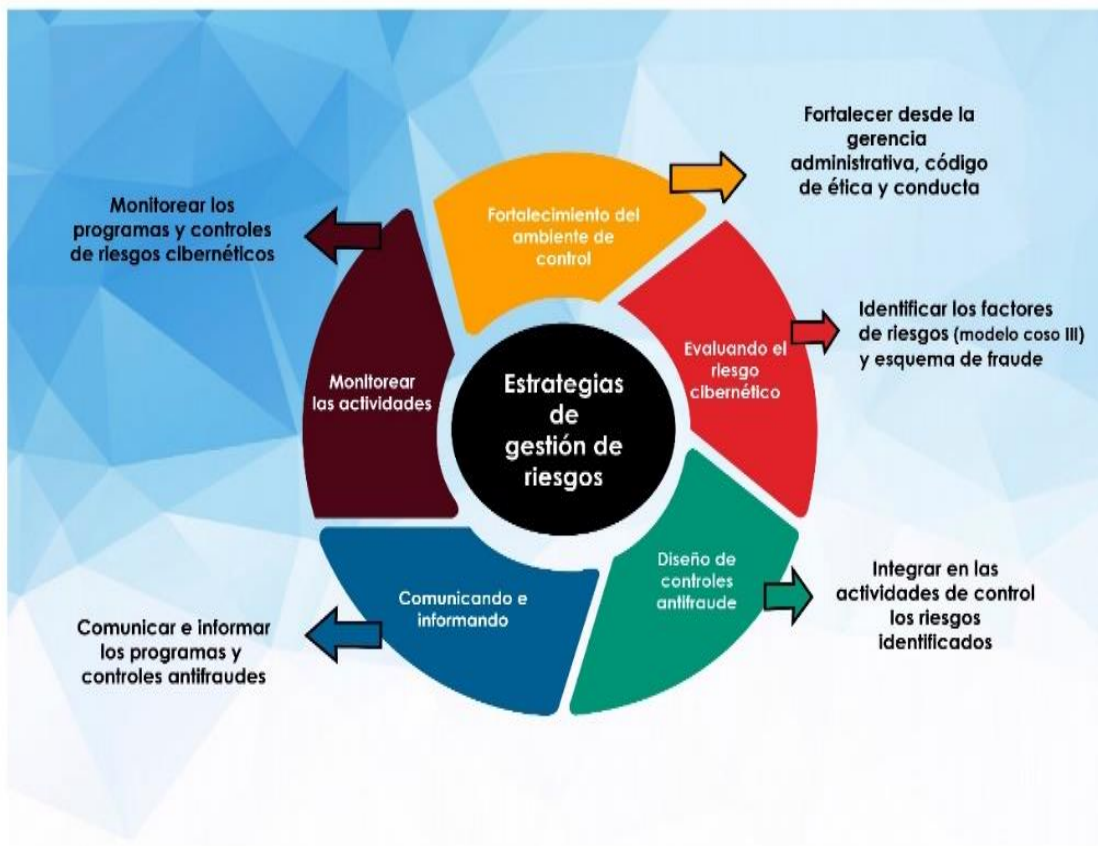 Fortalecer desde la
gerencia
administrativa, código
de ética y conducta
Fortalecimiento del
ambiente de
control
Identificar los factores
de riesgos (modelo coso III)
y esquema de fraude
Evaluando el
riesgo
cibernético
Integrar en las
actividades de control
los riesgos
identificados
Diseño de
controles
antifraude
Comunicar e informar
los programas y
controles antifraudes
Comunicando e
informando
Monitorear los
programas y controles
de riesgos cibernéticos
Monitorear
las actividades
Estrategias
de
gestión de
riesgos